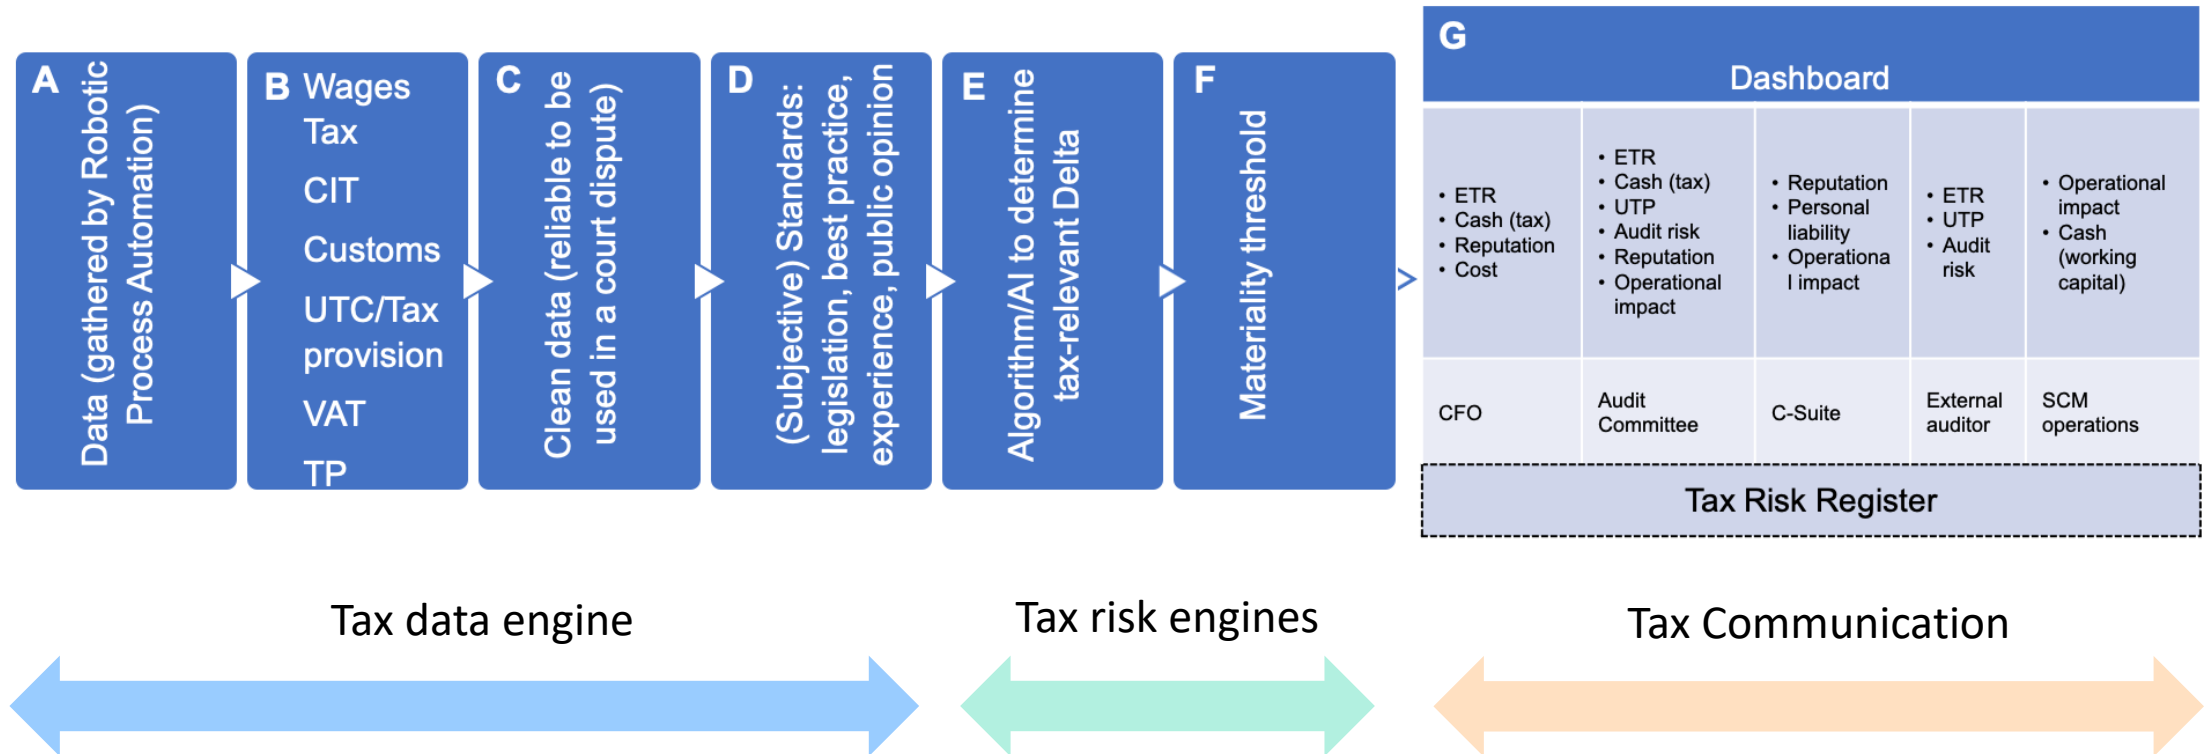 A
Data (gathered by Robotic
Process Automation)
B
Wages
Tax
CIT
Customs
UTC/Tax
provision
VAT
TP
C
Clean data (reliable to be
used in a court dispute)
D
(Subjective) Standards:
legislation, best practice,
experience, public opinion
E
Algorithm/AI to determine
tax-relevant Delta
F
Materiality threshold
G
Dashboard
• ETR
• Cash (tax)
• Reputation
• Cost
• ETR
• Cash (tax)
• UTP
• Audit risk
• Reputation
• Operational
impact
• Reputation
• Personal
liability
• Operationa
l impact
• ETR
• UTP
• Audit
risk
• Operational
impact
• Cash
(working
capital)
CFO
Audit
Committee
C-Suite
External
auditor
SCM
operations
Tax Risk Register
Tax data engine
Tax risk engines
Tax Communication